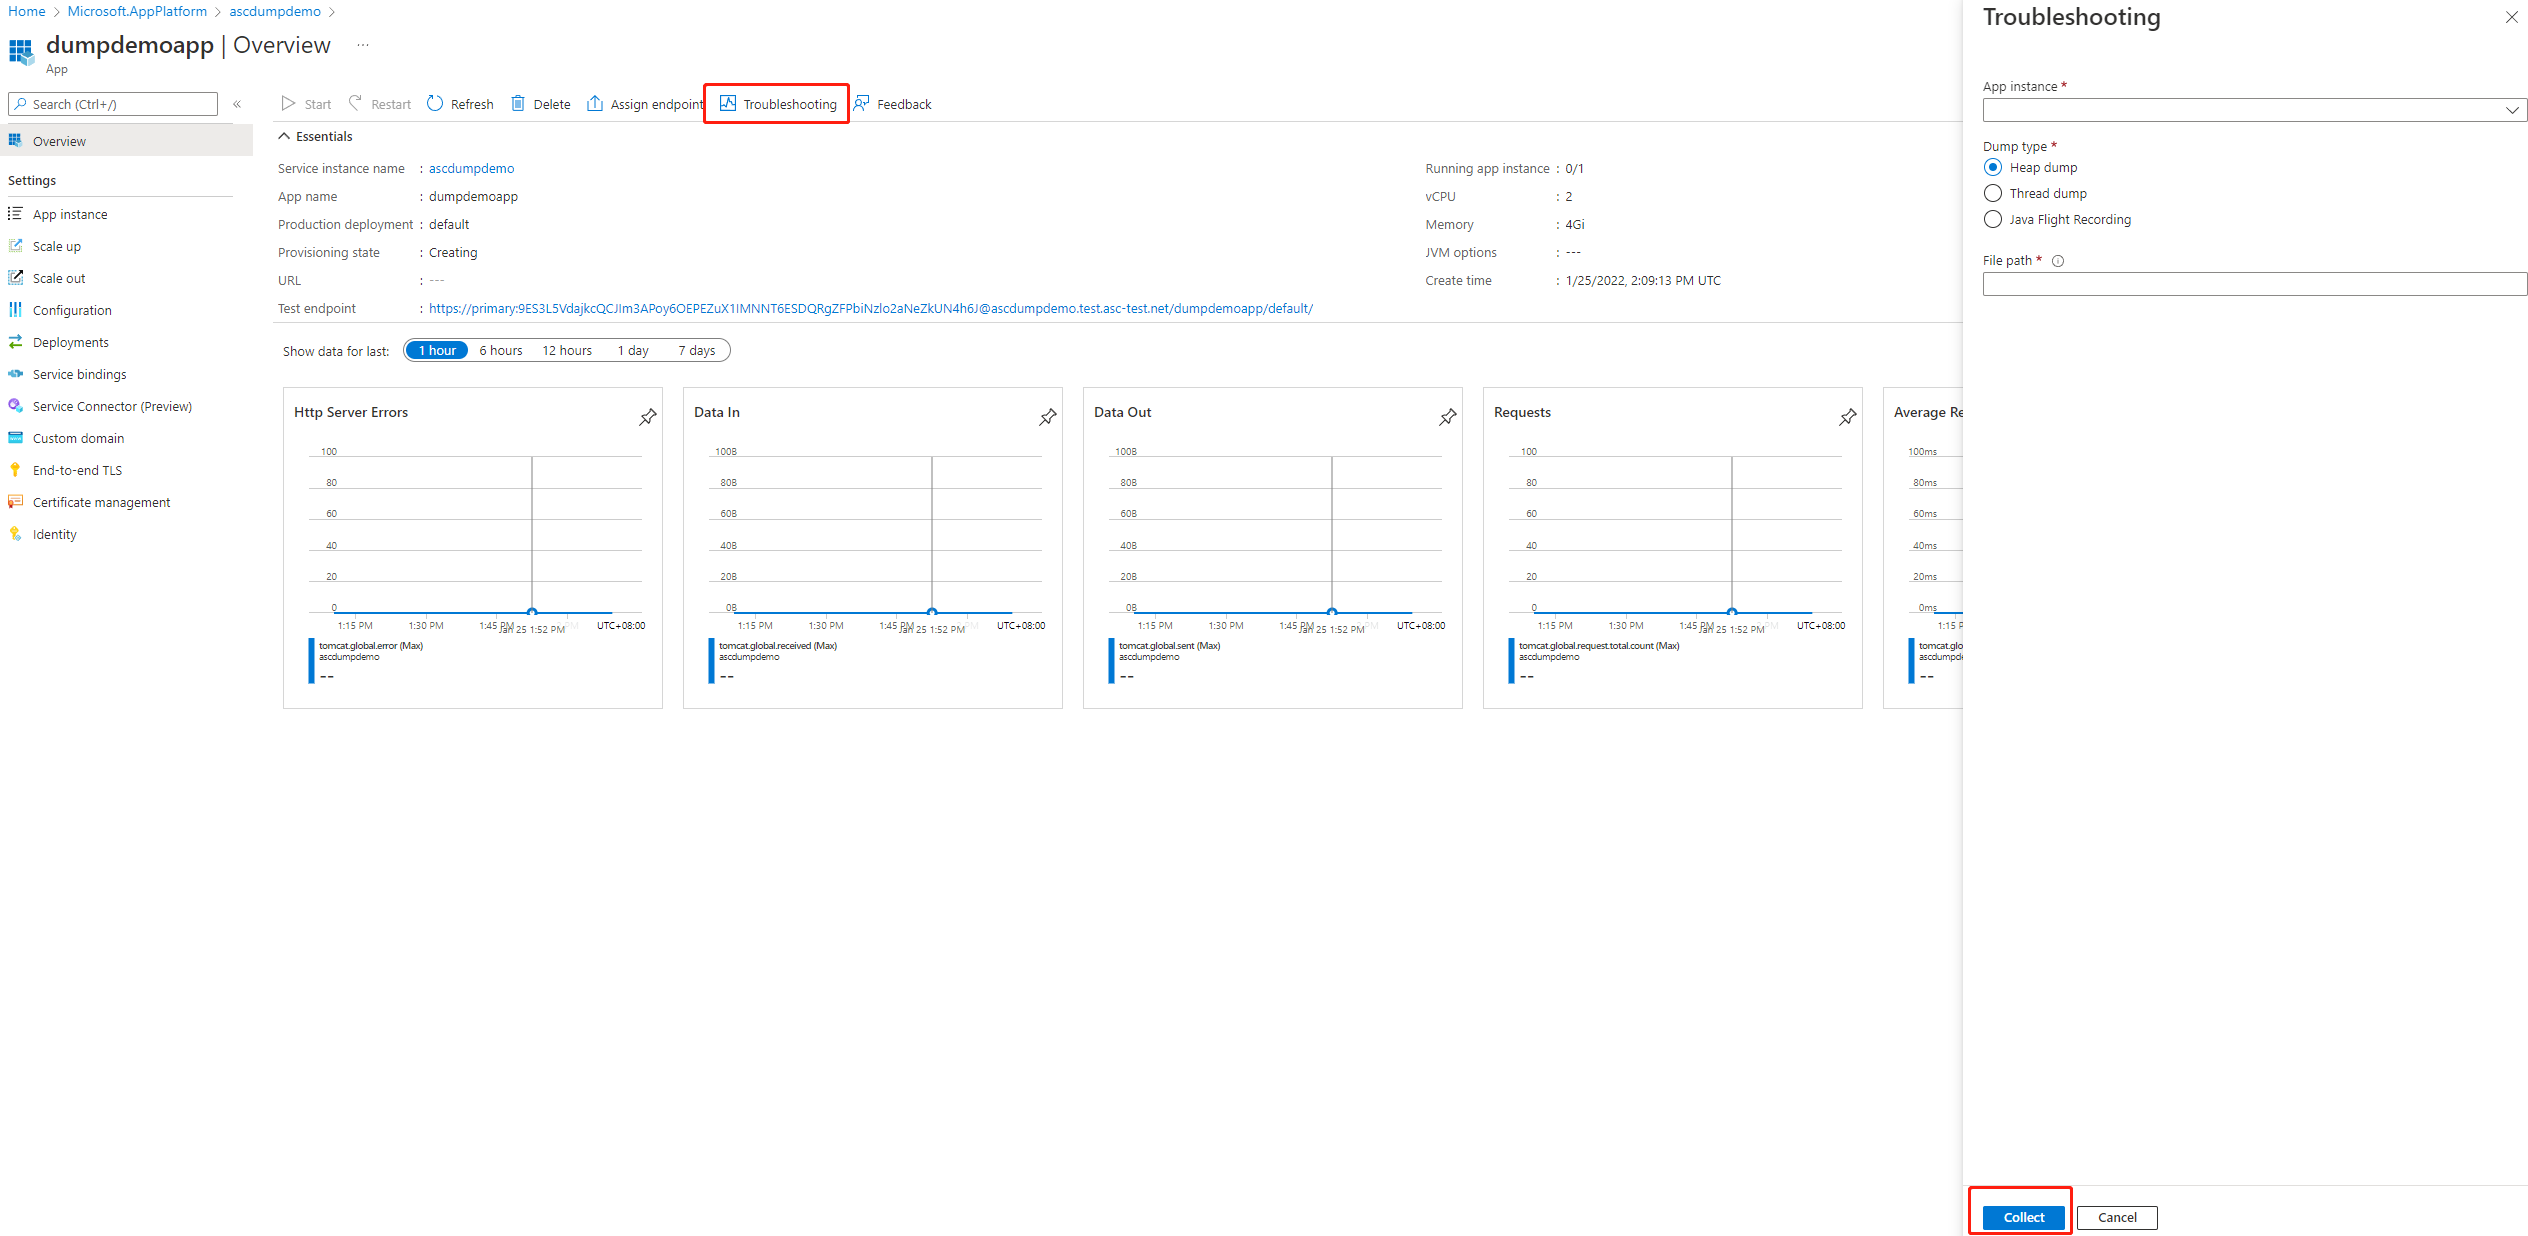 Home > Microsoft.AppPlatform > ascdumpdemo >
dumpdemoapp | Overview ...
App
Search (Ctrl+/) «
Overview
Settings
App instance
Scale up
Scale out
Configuration
Deployments
Service bindings
Service Connector (Preview)
Custom domain
End-to-end TLS
Certificate management
Identity
Start Restart Refresh Delete Assign endpoint Troubleshooting Feedback
Essentials
Service instance name : ascdumpdemo
App name : dumpdemoapp
Production deployment : default
Provisioning state : Creating
URL : ---
Test endpoint : https://primary:9ES3L5VdajkcQCJIm3APoy6OEPEZuX1IMNNT6ESDQRgZFPbiNzlo2aNeZkUN4h6J@ascdumpdemo.test.asc-test.net/dumpdemoapp/default/
Running app instance : 0/1
vCPU : 2
Memory : 4Gi
JVM options : ---
Create time : 1/25/2022, 2:09:13 PM UTC
Show data for last: 1 hour 6 hours 12 hours 1 day 7 days
Http Server Errors
100
80
60
40
20
0
1:15 PM 1:30 PM 1:45 PM Jan 25 1:52 PM UTC+08:00
tomcat.global.error (Max)
ascdumpdemo
--
Data In
100B
80B
60B
40B
20B
0B
1:15 PM 1:30 PM 1:45 PM Jan 25 1:52 PM UTC+08:00
tomcat.global.received (Max)
ascdumpdemo
--
Data Out
100B
80B
60B
40B
20B
0B
1:15 PM 1:30 PM 1:45 PM Jan 25 1:52 PM UTC+08:00
tomcat.global.sent (Max)
ascdumpdemo
--
Requests
100
80
60
40
20
0
1:15 PM 1:30 PM 1:45 PM Jan 25 1:52 PM UTC+08:00
tomcat.global.request.total.count (Max)
ascdumpdemo
--
Average Re
100ms
80ms
60ms
40ms
20ms
0ms
1:15 P
tomcat.glo
ascdumpd
--
Troubleshooting
App instance *
Dump type *
Heap dump
Thread dump
Java Flight Recording
File path *
Collect Cancel